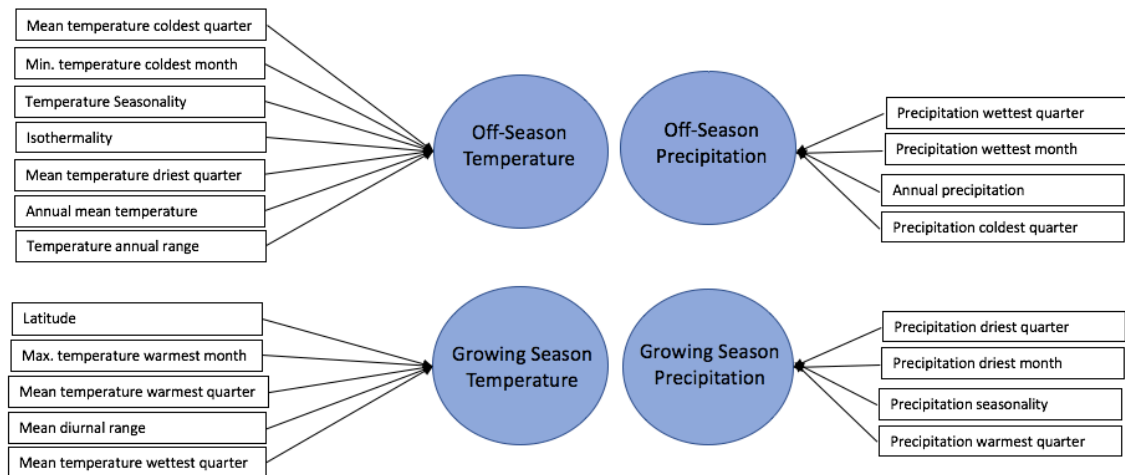 Mean temperature coldest quarter
Min. temperature coldest month
Temperature Seasonality
Isothermality
Mean temperature driest quarter
Annual mean temperature
Temperature annual range
Off-Season
Temperature
Off-Season
Precipitation
Precipitation wettest quarter
Precipitation wettest month
Annual precipitation
Precipitation coldest quarter
Latitude
Max. temperature warmest month
Mean temperature warmest quarter
Mean diurnal range
Mean temperature wettest quarter
Growing Season
Temperature
Growing Season
Precipitation
Precipitation driest quarter
Precipitation driest month
Precipitation seasonality
Precipitation warmest quarter